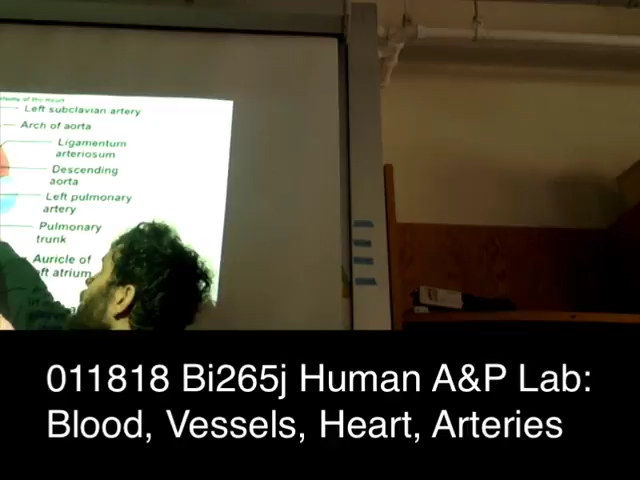 Left subclavian artery
Arch of aorta
Ligamentum
arteriosum
Descending
aorta
Left pulmonary
artery
Pulmonary
trunk
Auricle of
atrium
011818 Bi265j Human A&P Lab:
Blood, Vessels, Heart, Arteries